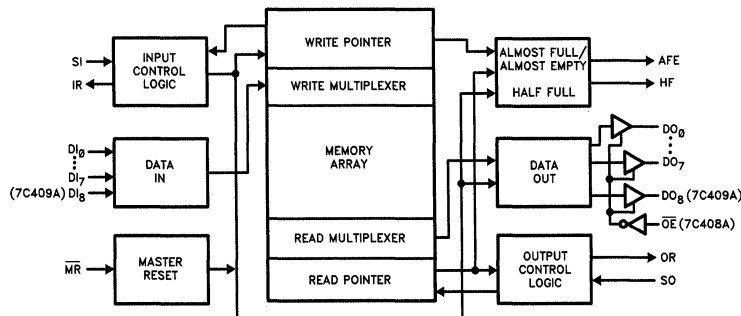 SI
IR
INPUT
CONTROL
LOGIC
WRITE POINTER
WRITE MULTIPLEXER
MEMORY
ARRAY
READ MULTIPLEXER
READ POINTER
ALMOST FULL/
ALMOST EMPTY
HALF FULL
AFE
HF
DI0
DI7
(7C409A) DI8
DATA
IN
DATA
OUT
DO0
DO7
DO8 (7C409A)
OE (7C408A)
MR
MASTER
RESET
OUTPUT
CONTROL
LOGIC
OR
SO